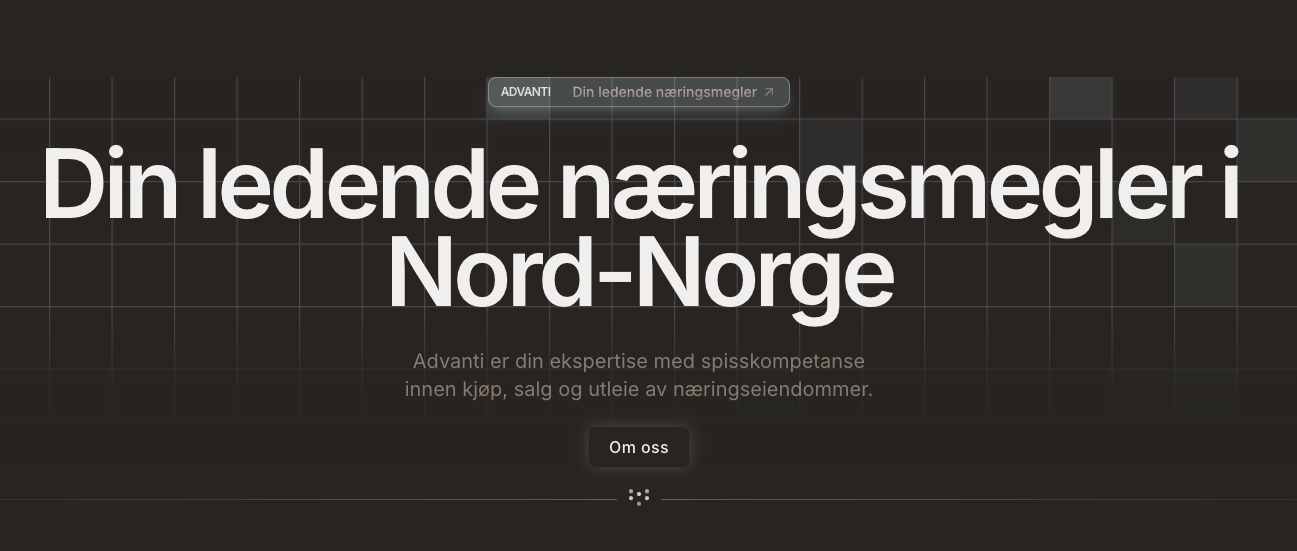 ADVANTI Din ledende næringsmegler
Din ledende næringsmegler i
Nord-Norge
Advanti er din ekspertise med spisskompetanse
innen kjøp, salg og utleie av næringseiendommer.
Om oss